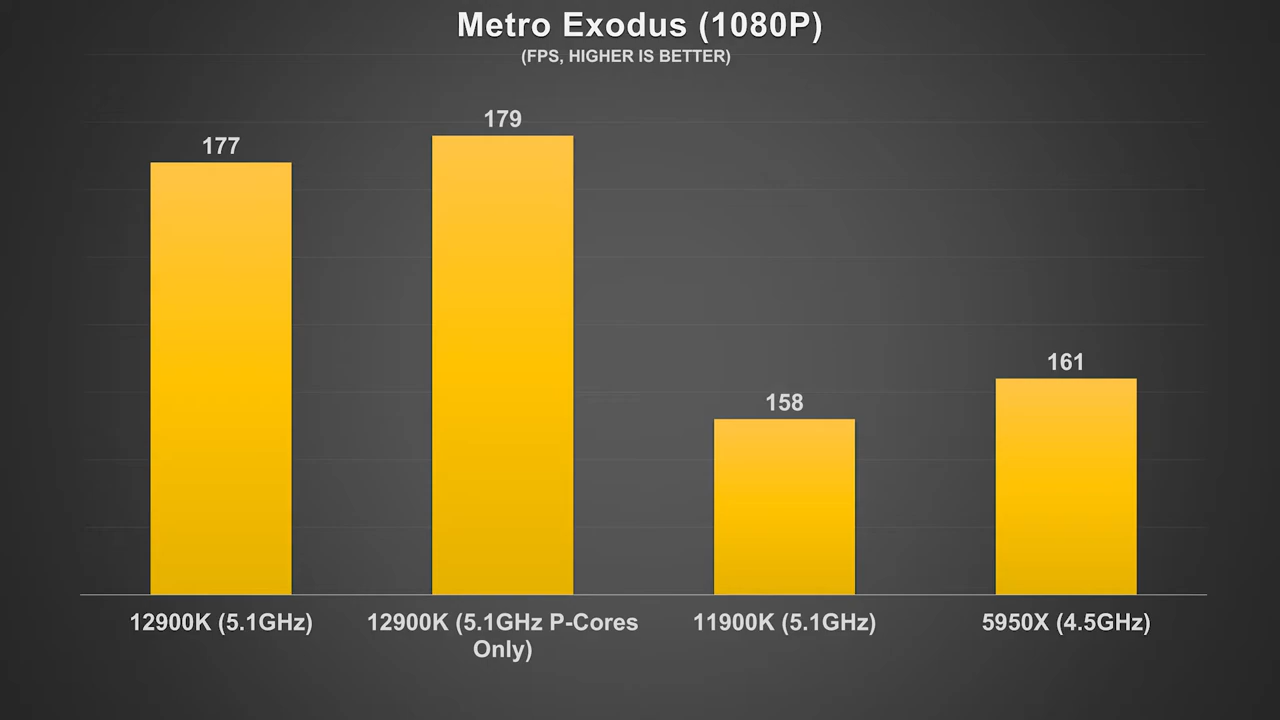 Metro Exodus (1080P)
(FPS, HIGHER IS BETTER)
177
179
158
161
12900K (5.1GHz)
12900K (5.1GHz P-Cores
Only)
11900K (5.1GHz)
5950X (4.5GHz)